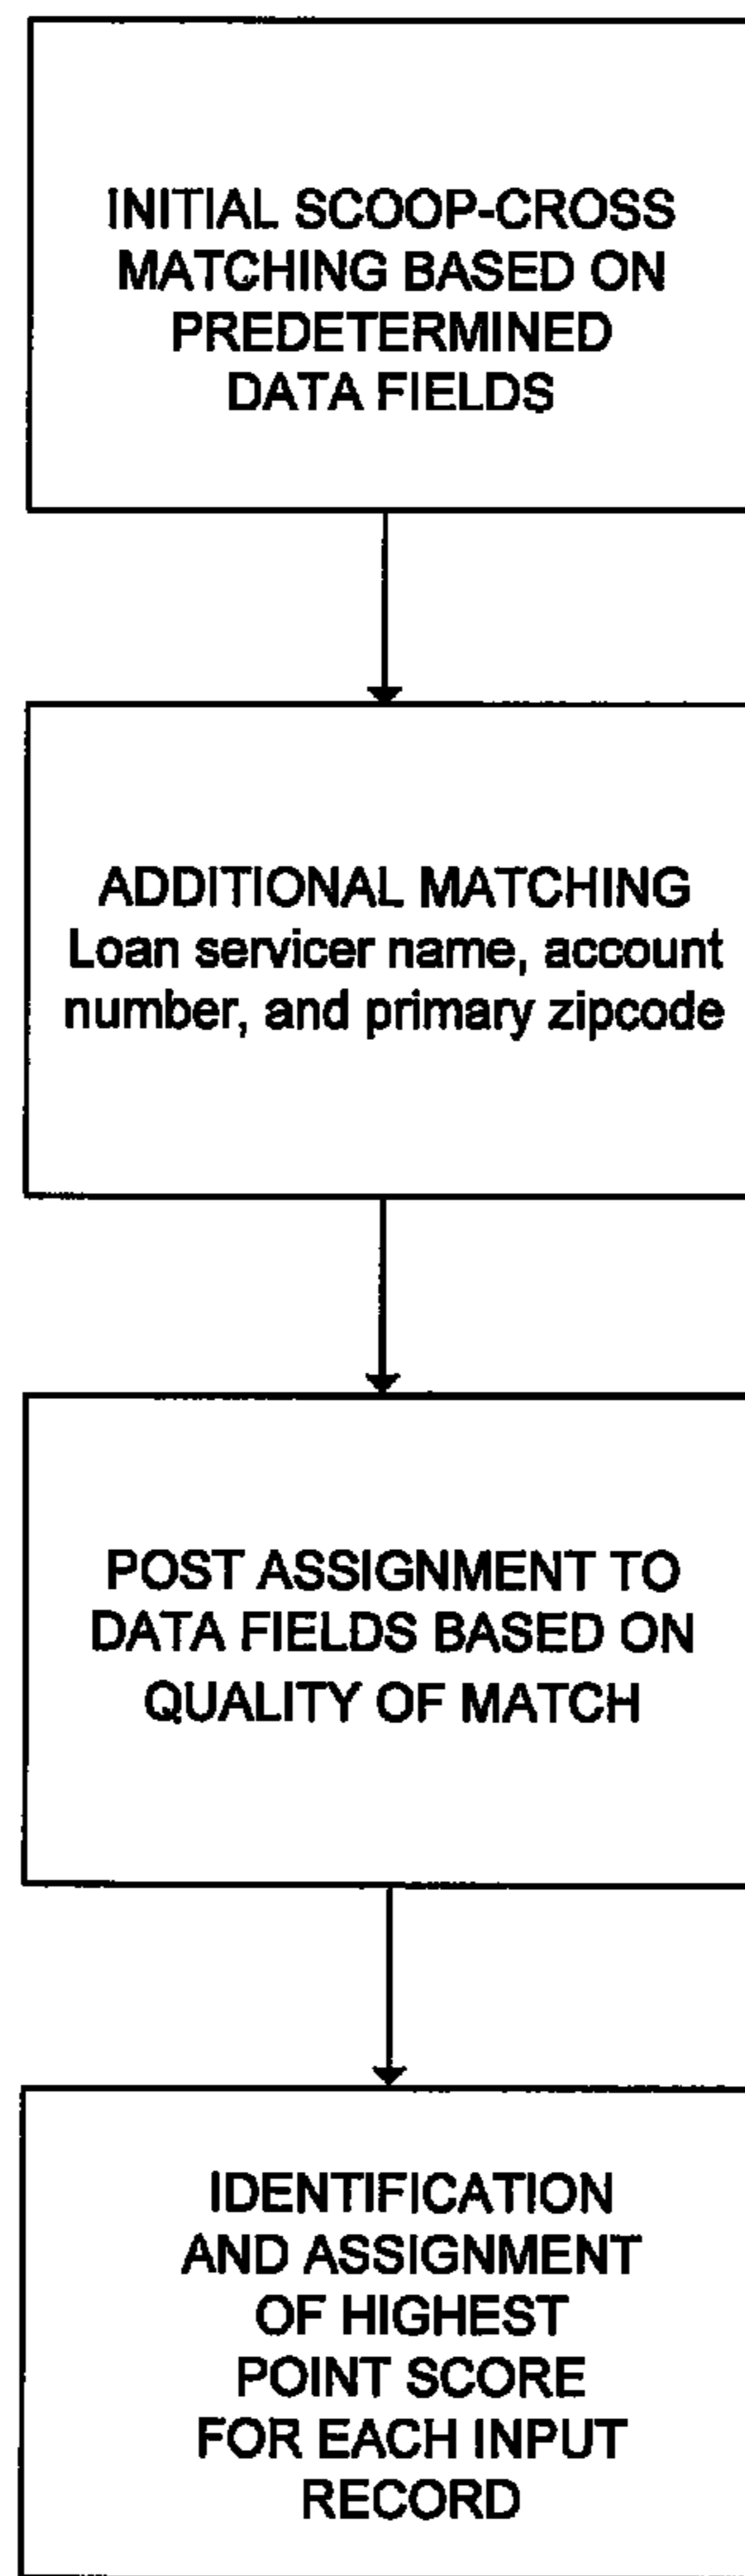 INITIAL SCOOP-CROSS
MATCHING BASED ON
PREDETERMINED
DATA FIELDS
ADDITIONAL MATCHING
Loan servicer name, account
number, and primary zipcode
POST ASSIGNMENT TO
DATA FIELDS BASED ON
QUALITY OF MATCH
IDENTIFICATION
AND ASSIGNMENT
OF HIGHEST
POINT SCORE
FOR EACH INPUT
RECORD